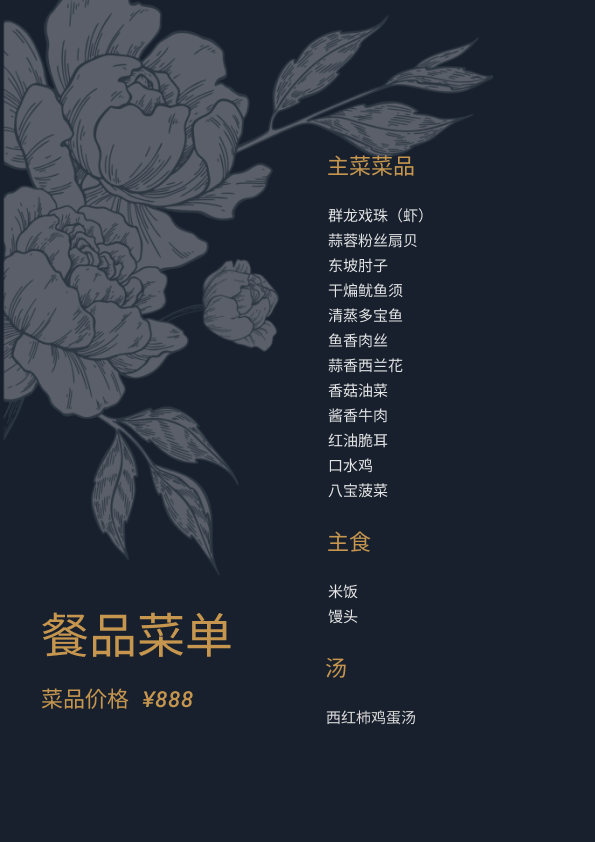 主菜菜品
群龙戏珠（虾）
蒜蓉粉丝扇贝
东坡肘子
干煸鱿鱼须
清蒸多宝鱼
鱼香肉丝
蒜香西兰花
香菇油菜
酱香牛肉
红油脆耳
口水鸡
八宝菠菜
主食
米饭
馒头
汤
西红柿鸡蛋汤
餐品菜单
菜品价格 ¥888